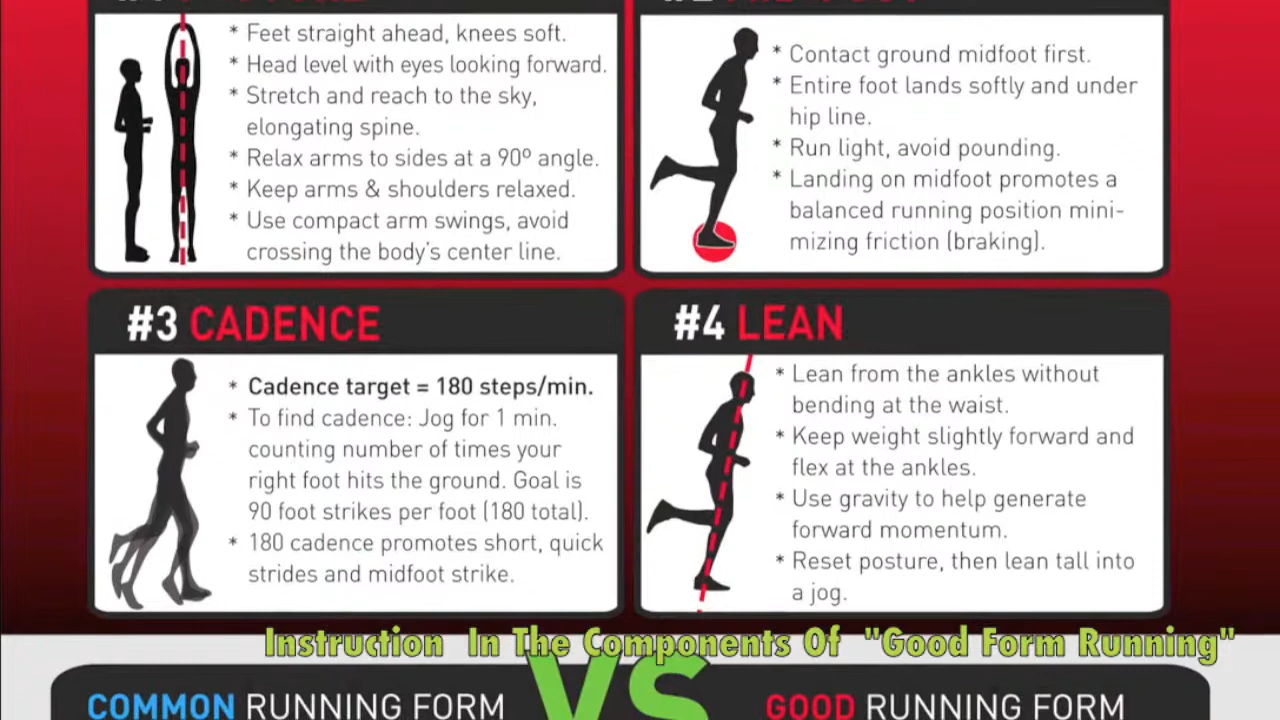 * Feet straight ahead, knees soft.
* Head level with eyes looking forward.
* Stretch and reach to the sky,
elongating spine.
* Relax arms to sides at a 90º angle.
* Keep arms & shoulders relaxed.
* Use compact arm swings, avoid
crossing the body's center line.
* Contact ground midfoot first.
* Entire foot lands softly and under
hip line.
* Run light, avoid pounding.
* Landing on midfoot promotes a
balanced running position mini-
mizing friction (braking).
#3 CADENCE
* Cadence target = 180 steps/min.
* To find cadence: Jog for 1 min.
counting number of times your
right foot hits the ground. Goal is
90 foot strikes per foot (180 total).
* 180 cadence promotes short, quick
strides and midfoot strike.
#4 LEAN
* Lean from the ankles without
bending at the waist.
* Keep weight slightly forward and
flex at the ankles.
* Use gravity to help generate
forward momentum.
* Reset posture, then lean tall into
a jog.
Instruction In The Components Of "Good Form Running"
COMMON RUNNING FORM
VS
GOOD RUNNING FORM